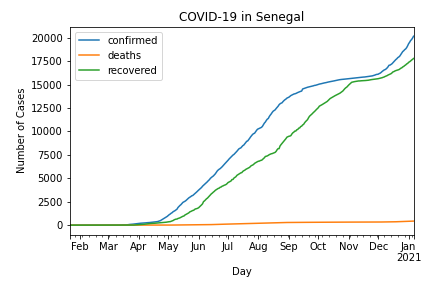 COVID-19 in Senegal
confirmed
deaths
recovered
20000
17500
15000
12500
10000
7500
5000
2500
0
Number of Cases
Feb Mar Apr May Jun Jul Aug Sep Oct Nov Dec Jan
2021
Day